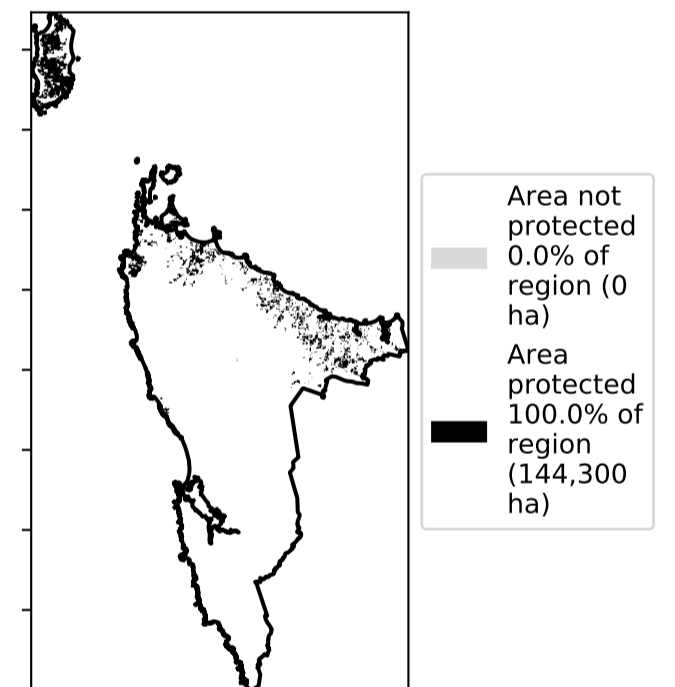 Area not
protected
0.0% of
region (0
ha)
Area
protected
100.0% of
region
(144,300
ha)